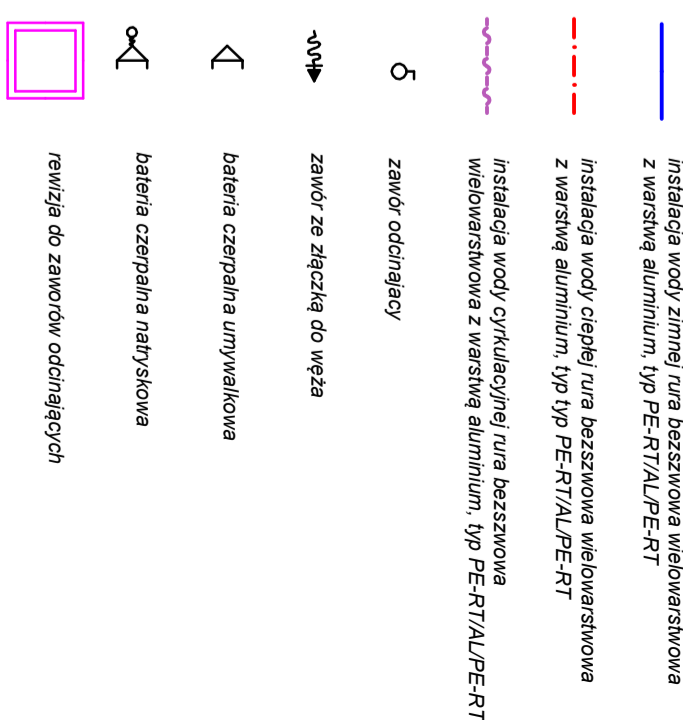 instalacja wody zimnej rura bezszwowa wielowarstwowa
z warstwą aluminium, typ PE-RT/AL/PE-RT
instalacja wody ciepłej rura bezszwowa wielowarstwowa
z warstwą aluminium, typ typ PE-RT/AL/PE-RT
instalacja wody cyrkulacyjnej rura bezszwowa
wielowarstwowa z warstwą aluminium, typ PE-RT/AL/PE-RT
zawór odcinajacy
zawór ze złączką do węża
bateria czerpalna umywalkowa
bateria czerpalna natryskowa
rewizja do zaworów odcinających